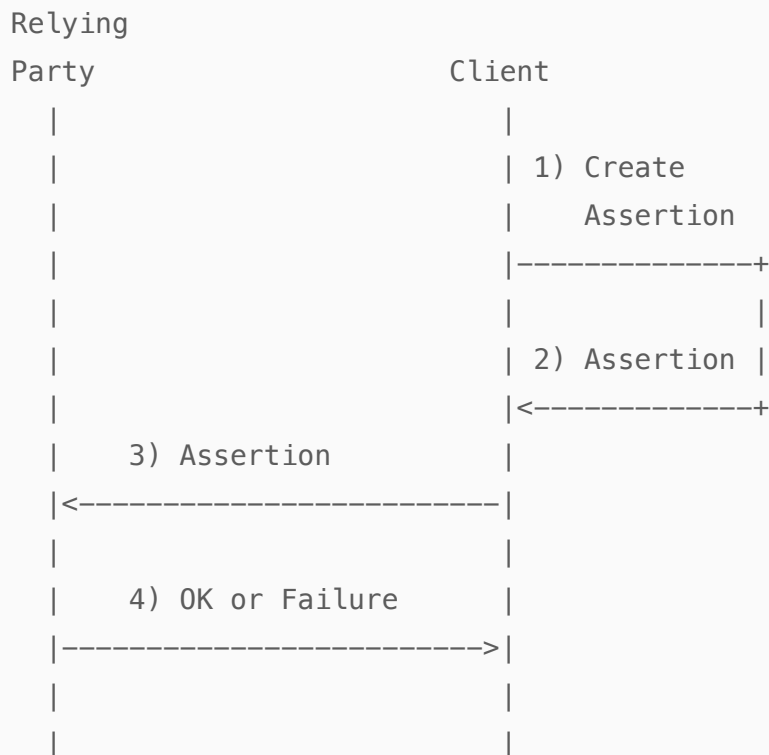 Relying
Party Client
1) Create
Assertion
2) Assertion
3) Assertion
4) OK or Failure